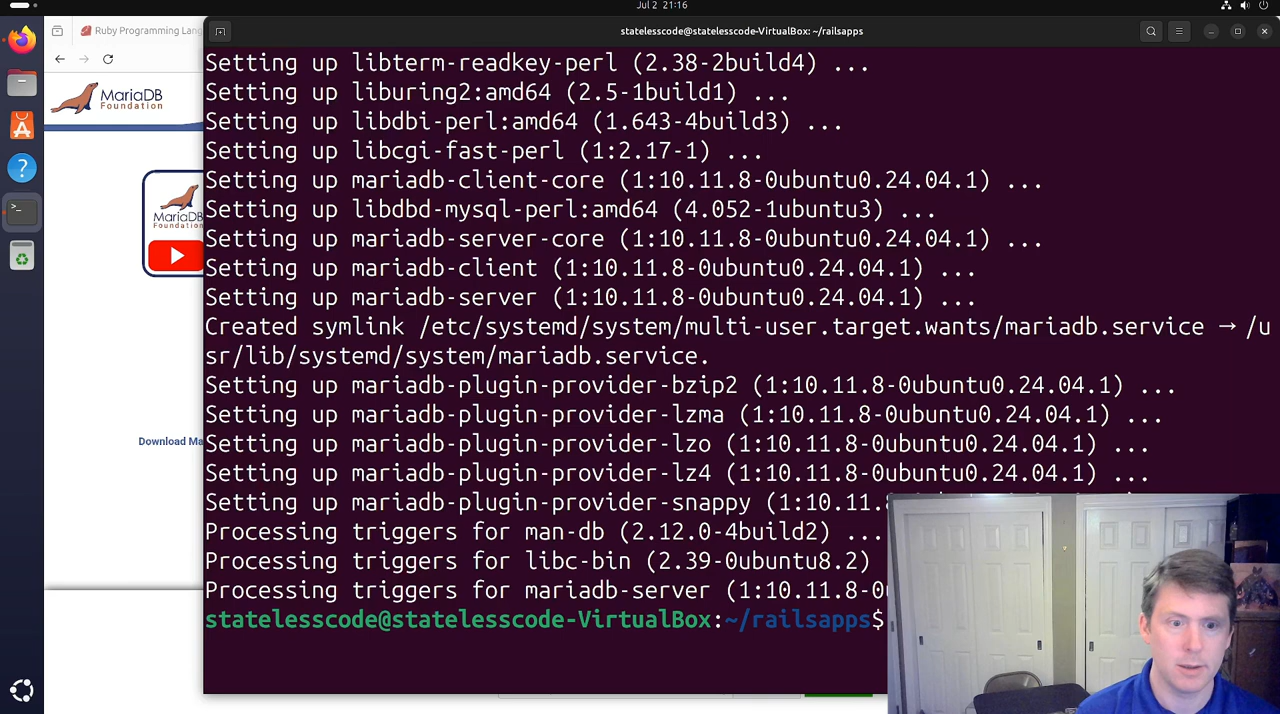 Jul 2 21:16
Ruby Programming Lan
statelesscode@statelesscode-VirtualBox: ~/railsapps
MariaDB
Foundation
MariaDB
Foundation
Download Ma
Setting up libterm-readkey-perl (2.38-2build4) ...
Setting up liburing2:amd64 (2.5-1build1) ...
Setting up libdbi-perl:amd64 (1.643-4build3) ...
Setting up libcgi-fast-perl (1:2.17-1) ...
Setting up mariadb-client-core (1:10.11.8-0ubuntu0.24.04.1) ...
Setting up libdbd-mysql-perl:amd64 (4.052-1ubuntu3) ...
Setting up mariadb-server-core (1:10.11.8-0ubuntu0.24.04.1) ...
Setting up mariadb-client (1:10.11.8-0ubuntu0.24.04.1) ...
Setting up mariadb-server (1:10.11.8-0ubuntu0.24.04.1) ...
Created symlink /etc/systemd/system/multi-user.target.wants/mariadb.service → /u
sr/lib/systemd/system/mariadb.service.
Setting up mariadb-plugin-provider-bzip2 (1:10.11.8-0ubuntu0.24.04.1) ...
Setting up mariadb-plugin-provider-lzma (1:10.11.8-0ubuntu0.24.04.1) ...
Setting up mariadb-plugin-provider-lzo (1:10.11.8-0ubuntu0.24.04.1) ...
Setting up mariadb-plugin-provider-lz4 (1:10.11.8-0ubuntu0.24.04.1) ...
Setting up mariadb-plugin-provider-snappy (1:10.11.8
Processing triggers for man-db (2.12.0-4build2) ...
Processing triggers for libc-bin (2.39-0ubuntu8.2)
Processing triggers for mariadb-server (1:10.11.8-0u
statelesscode@statelesscode-VirtualBox:~/railsapps$